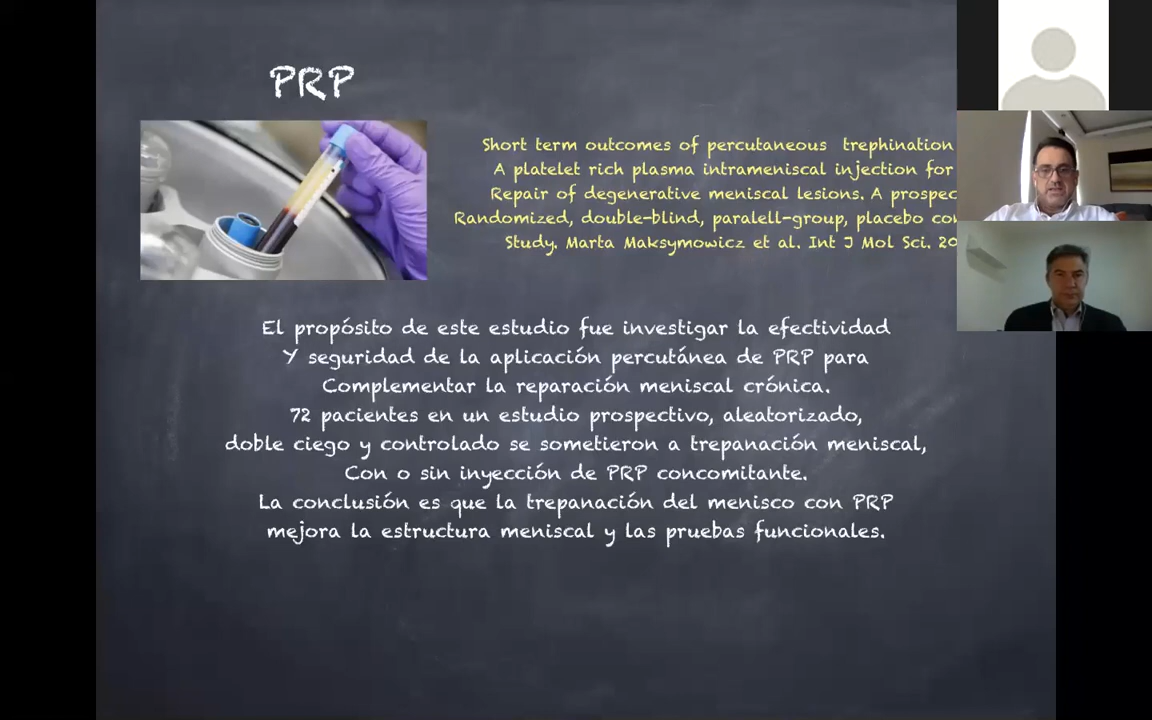 PRP
Short term outcomes of percutaneous trephination
A platelet rich plasma intrameniscal injection for
Repair of degenerative meniscal lesions. A
Randomized, double-blind, paralell-group, placebo
Study. Marta Maksymowicz et al. Int J Mol Sci.
El propósito de este estudio fue investigar la efectividad
Y seguridad de la aplicación percutánea de PRP para
Complementar la reparación meniscal crónica.
72 pacientes en un estudio prospectivo, aleatorizado,
doble ciego y controlado se sometieron a trepanación meniscal,
Con o sin inyección de PRP concomitante.
La conclusión es que la trepanación del menisco con PRP
mejora la estructura meniscal y las pruebas funcionales.